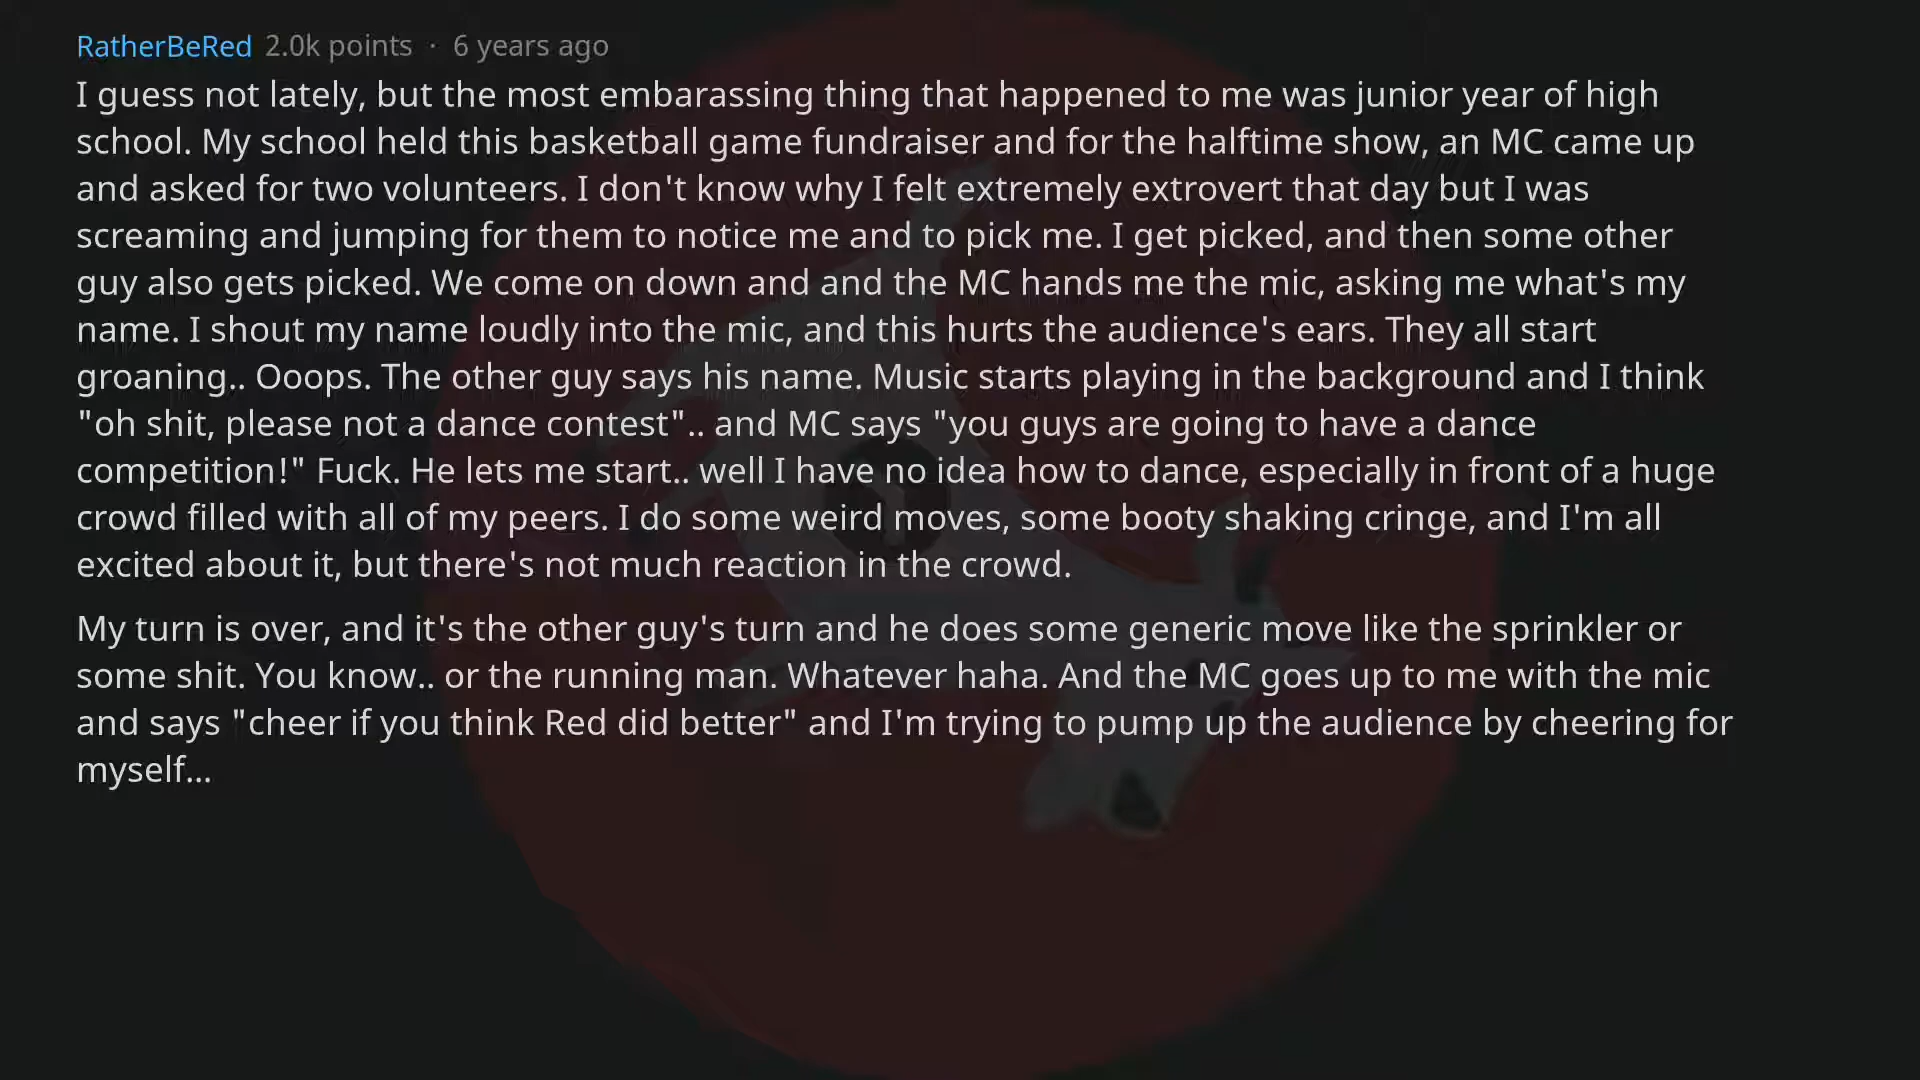 RatherBeRed 2.0k points · 6 years ago
I guess not lately, but the most embarassing thing that happened to me was junior year of high
school. My school held this basketball game fundraiser and for the halftime show, an MC came up
and asked for two volunteers. I don't know why I felt extremely extrovert that day but I was
screaming and jumping for them to notice me and to pick me. I get picked, and then some other
guy also gets picked. We come on down and and the MC hands me the mic, asking me what's my
name. I shout my name loudly into the mic, and this hurts the audience's ears. They all start
groaning.. Ooops. The other guy says his name. Music starts playing in the background and I think
"oh shit, please not a dance contest".. and MC says "you guys are going to have a dance
competition!" Fuck. He lets me start.. well I have no idea how to dance, especially in front of a huge
crowd filled with all of my peers. I do some weird moves, some booty shaking cringe, and I'm all
excited about it, but there's not much reaction in the crowd.
My turn is over, and it's the other guy's turn and he does some generic move like the sprinkler or
some shit. You know.. or the running man. Whatever haha. And the MC goes up to me with the mic
and says "cheer if you think Red did better" and I'm trying to pump up the audience by cheering for
myself...